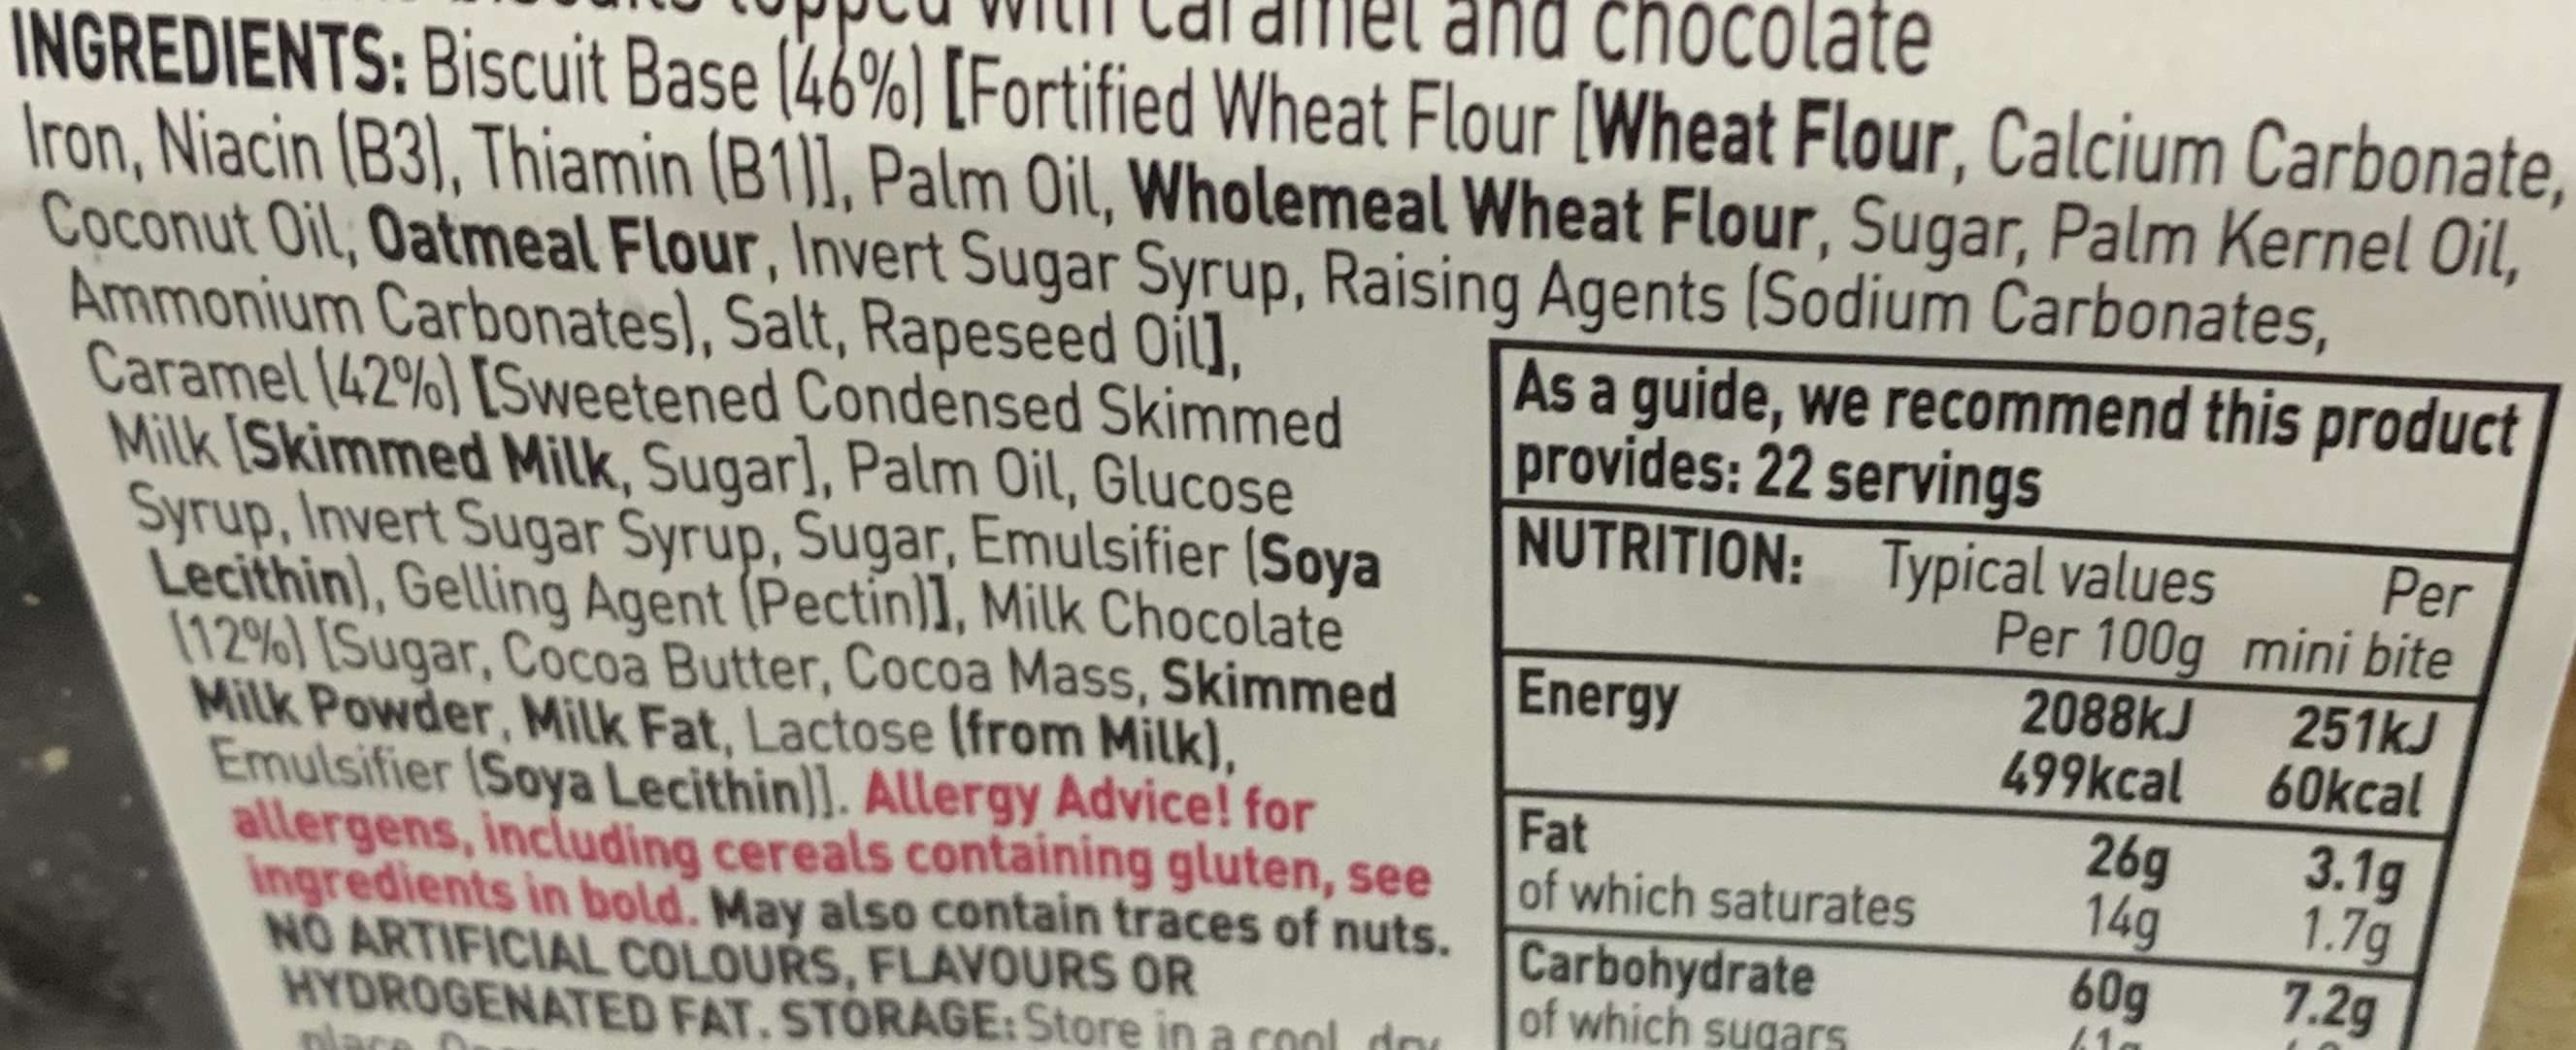 topped with caramel and chocolate
INGREDIENTS: Biscuit Base (46%) [Fortified Wheat Flour [Wheat Flour, Calcium Carbonate,
Iron, Niacin (B3), Thiamin (B1)], Palm Oil, Wholemeal Wheat Flour, Sugar, Palm Kernel Oil,
Coconut Oil, Oatmeal Flour, Invert Sugar Syrup, Raising Agents (Sodium Carbonates,
Ammonium Carbonates), Salt, Rapeseed Oil],
Caramel (42%) [Sweetened Condensed Skimmed
Milk [Skimmed Milk, Sugar], Palm Oil, Glucose
Syrup, Invert Sugar Syrup, Sugar, Emulsifier (Soya
Lecithin), Gelling Agent (Pectin)], Milk Chocolate
(12%) [Sugar, Cocoa Butter, Cocoa Mass, Skimmed
Milk Powder, Milk Fat, Lactose (from Milk),
Emulsifier (Soya Lecithin)]. Allergy Advice! for
allergens, including cereals containing gluten, see
ingredients in bold. May also contain traces of nuts.
NO ARTIFICIAL COLOURS, FLAVOURS OR
HYDROGENATED FAT. STORAGE: Store in a cool, dry
place.
As a guide, we recommend this product
provides: 22 servings
NUTRITION: Typical values Per
Per 100g mini bite
Energy 2088kJ 251kJ
499kcal 60kcal
Fat 26g 3.1g
of which saturates 14g 1.7g
Carbohydrate 60g 7.2g
of which sugars